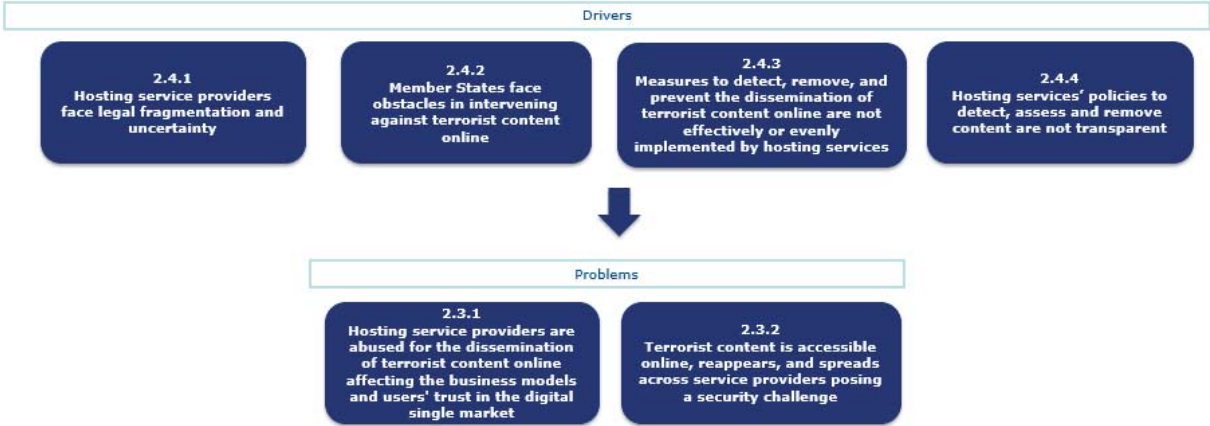 Drivers
2.4.1
Hosting service providers
face legal fragmentation and
uncertainty
2.4.2
Member States face
obstacles in intervening
against terrorist content
online
2.4.3
Measures to detect, remove, and
prevent the dissemination of
terrorist content online are not
effectively or evenly
implemented by hosting services
2.4.4
Hosting services’ policies to
detect, assess and remove
content are not transparent
Problems
2.3.1
Hosting service providers are
abused for the dissemination
of terrorist content online
affecting the business models
and users' trust in the digital
single market
2.3.2
Terrorist content is accessible
online, reappears, and spreads
across service providers posing
a security challenge